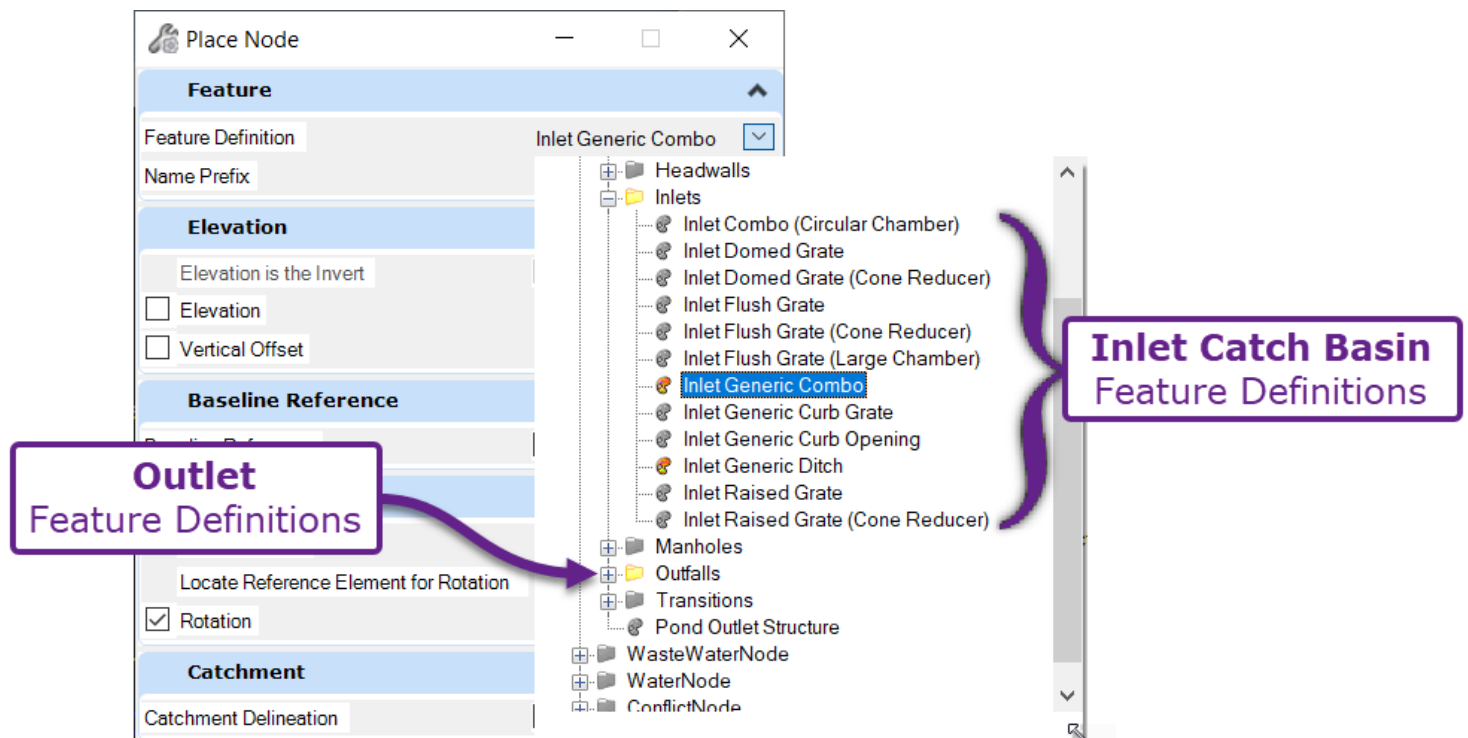 Place Node
Feature
Feature Definition
Inlet Generic Combo
Name Prefix
Headwalls
Inlets
Inlet Combo (Circular Chamber)
Inlet Domed Grate
Inlet Domed Grate (Cone Reducer)
Inlet Flush Grate
Inlet Flush Grate (Cone Reducer)
Inlet Flush Grate (Large Chamber)
Inlet Generic Combo
Inlet Generic Curb Grate
Inlet Generic Curb Opening
Inlet Generic Ditch
Inlet Raised Grate
Inlet Raised Grate (Cone Reducer)
Manholes
Outfalls
Transitions
Pond Outlet Structure
WasteWaterNode
WaterNode
ConflictNode
Elevation
Elevation is the Invert
Elevation
Vertical Offset
Baseline Reference
Locate Reference Element for Rotation
Rotation
Catchment
Catchment Delineation
Outlet
Feature Definitions
Inlet Catch Basin
Feature Definitions